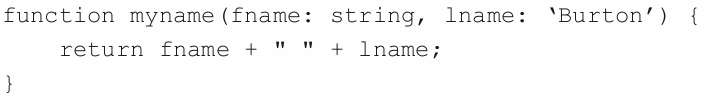 function myname(fname: string, lname: ‘Burton’) {
    return fname + " " + lname;
}